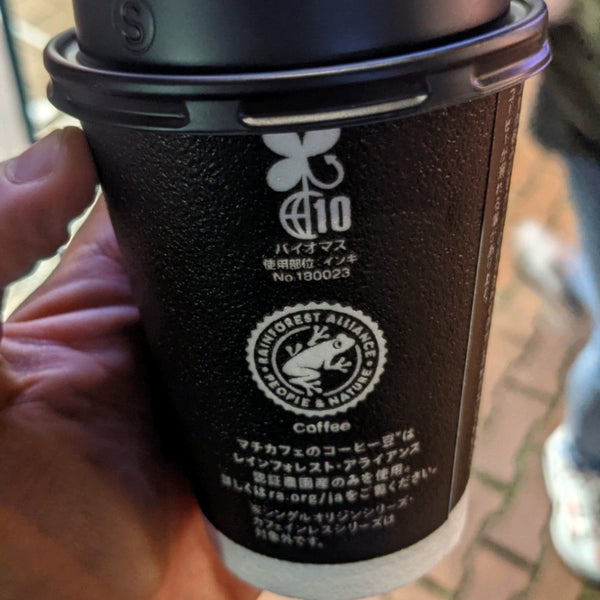 S
10
バイオマス
使用部位:インキ
No.180023
RAINFOREST ALLIANCE
PEOPLE & NATURE
Coffee
マチカフェのコーヒー豆※は
レインフォレスト・アライアンス
認証農園産のみを使用。
詳しくはra.org/jaをご覧ください。
※シングルオリジンシリーズ・
カフェインレスシリーズは
対象外です。